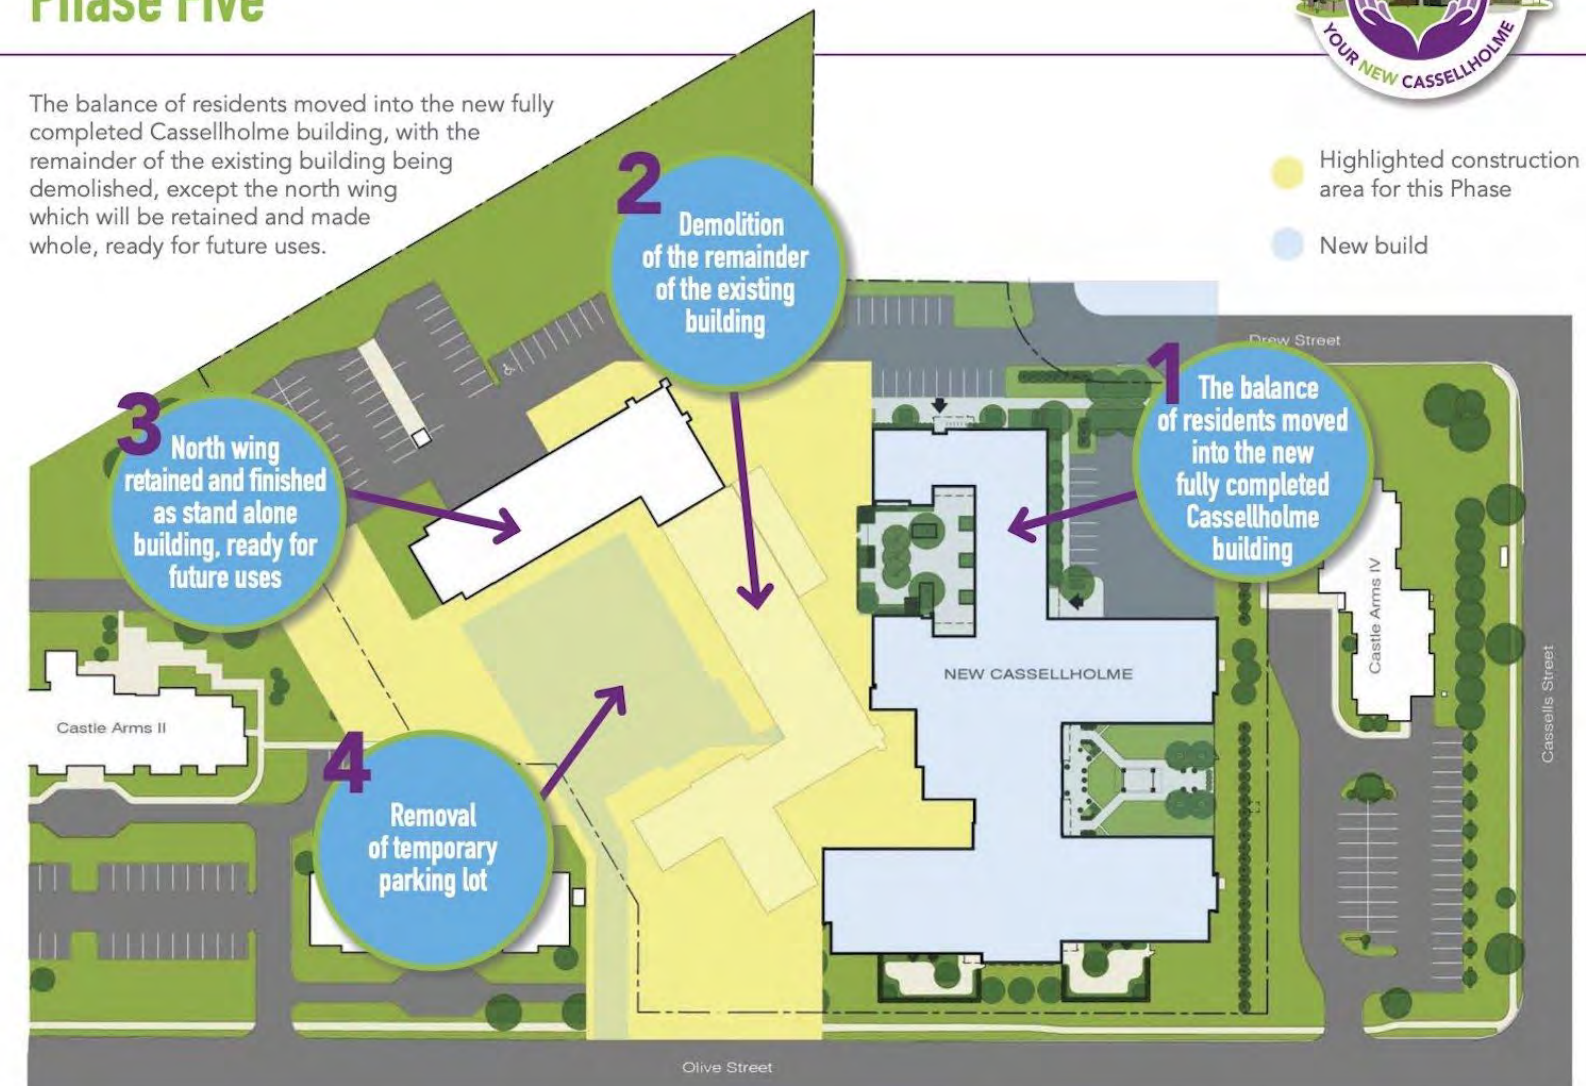 Phase Five
YOUR NEW CASSELLHOLME
The balance of residents moved into the new fully
completed Cassellholme building, with the
remainder of the existing building being
demolished, except the north wing
which will be retained and made
whole, ready for future uses.
Highlighted construction
area for this Phase
New build
2
Demolition
of the remainder
of the existing
building
Drew Street
1
The balance
of residents moved
into the new
fully completed
Cassellholme
building
3
North wing
retained and finished
as stand alone
building, ready for
future uses
Castle Arms IV
NEW CASSELLHOLME
Cassells Street
Castle Arms II
4
Removal
of temporary
parking lot
Olive Street